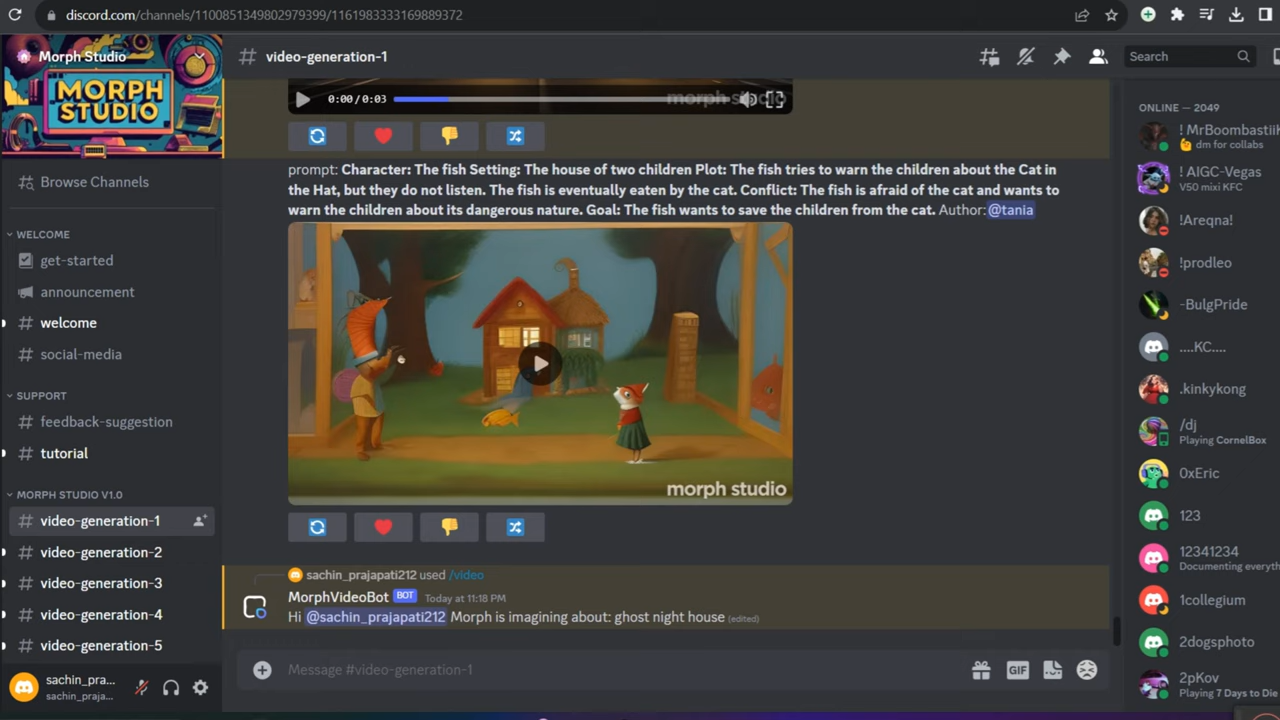 discord.com/channels/1100851349802979399/1161983333169889372
Morph Studio
MORPH
STUDIO
Browse Channels
WELCOME
get-started
announcement
welcome
social-media
SUPPORT
feedback-suggestion
tutorial
MORPH STUDIO V1.0
video-generation-1
video-generation-2
video-generation-3
video-generation-4
video-generation-5
sachin_pra...
sachin_praja...
video-generation-1
Search
0:00/0:03
morph studio
prompt: Character: The fish Setting: The house of two children Plot: The fish tries to warn the children about the Cat in
the Hat, but they do not listen. The fish is eventually eaten by the cat. Conflict: The fish is afraid of the cat and wants to
warn the children about its dangerous nature. Goal: The fish wants to save the children from the cat. Author: @tania
morph studio
sachin_prajapati212 used /video
MorphVideoBot BOT Today at 11:18 PM
Hi @sachin_prajapati212 Morph is imagining about: ghost night house (edited)
Message #video-generation-1
GIF
ONLINE — 2049
! MrBoombastii
dm for collabs
! AIGC-Vegas
V50 mixi KFC
!Areqna!
!prodleo
-BulgPride
....KC....
.kinkykong
/dj
Playing CornelBox
0xEric
123
12341234
Documenting everyth
1collegium
2dogsphoto
2pKov
Playing 7 Days to Die